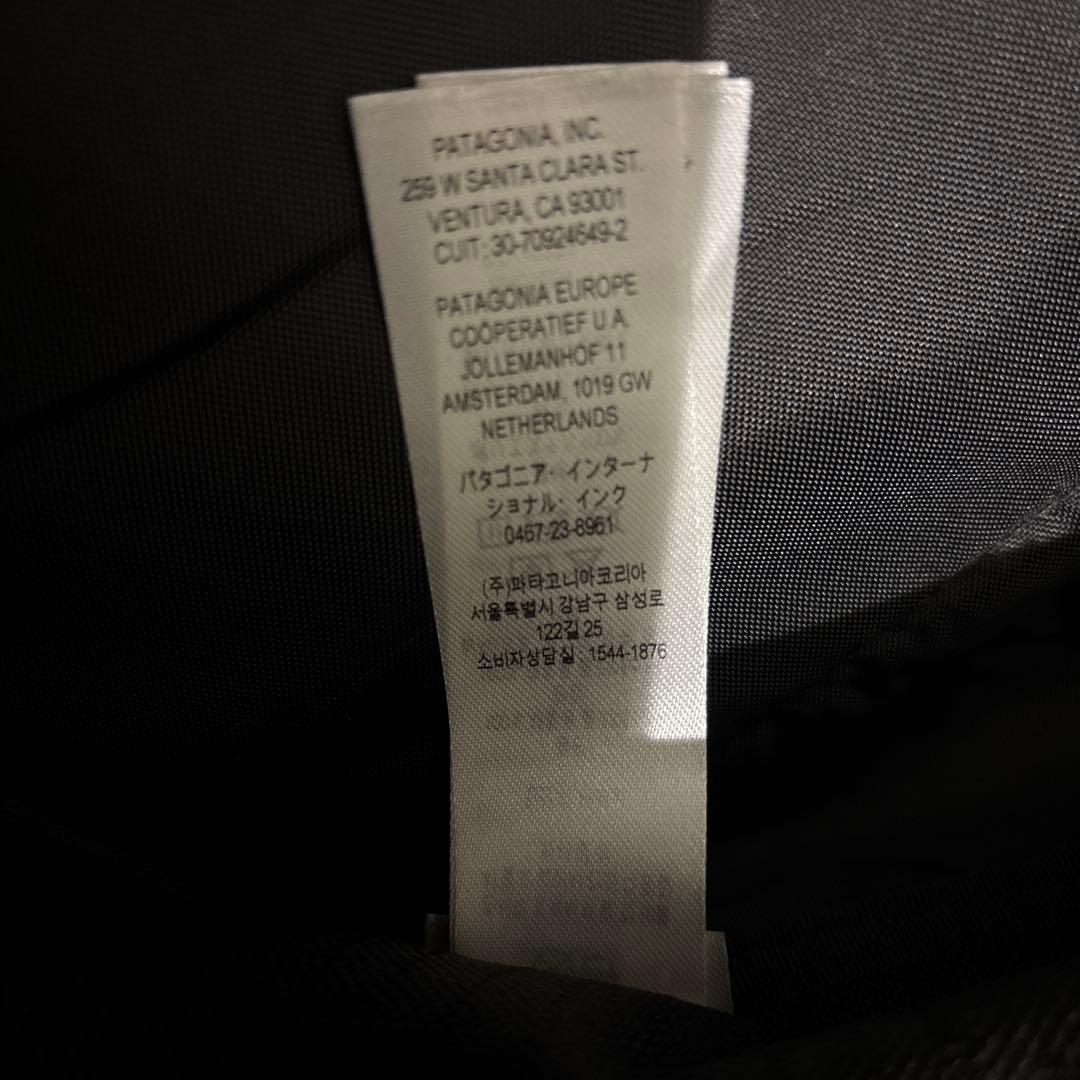 PATAGONIA, INC.
259 W SANTA CLARA ST.
VENTURA, CA 93001
CUIT: 30-70924649-2
PATAGONIA EUROPE
COÖPERATIEF U.A.
JOLLEMANHOF 11
AMSTERDAM, 1019 GW
NETHERLANDS
パタゴニア・インターナ
ショナル・インク
0467-23-8961
(주)파타고니아코리아
서울특별시 강남구 삼성로
122길 25
소비자상담실 : 1544-1876